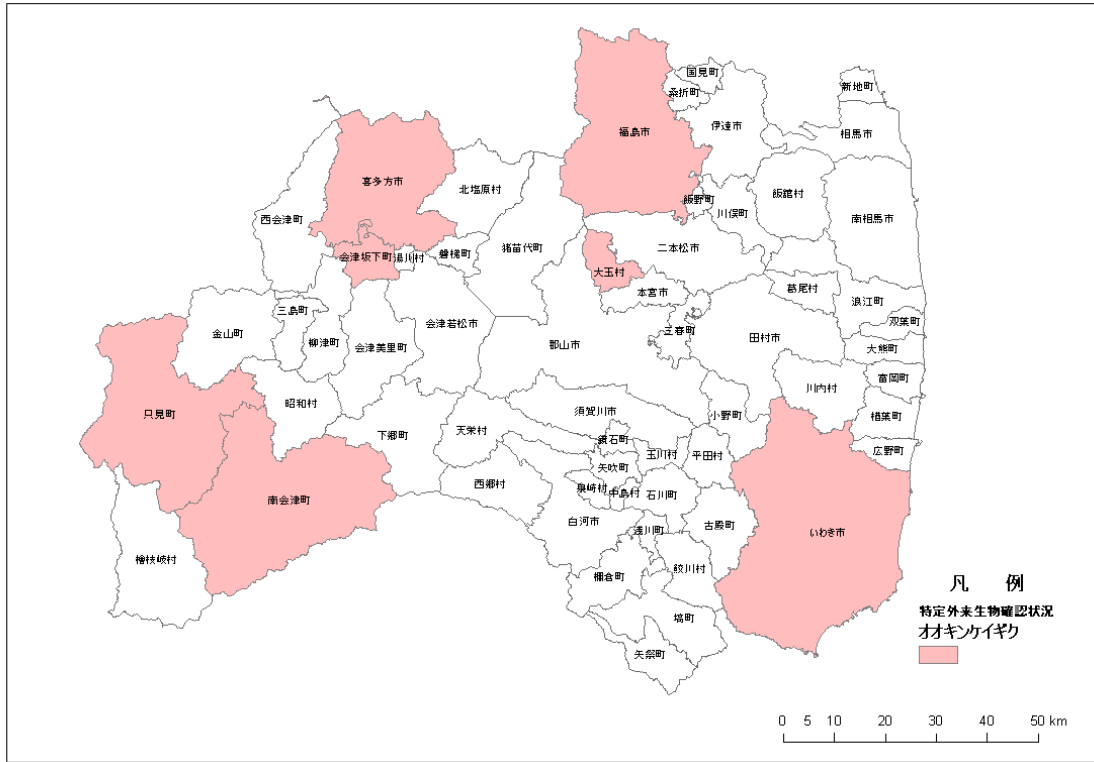 国見町
桑折町
新地町
伊達市
相馬市
福島市
喜多方市
北塩原村
飯野町
川俣町
飯舘村
南相馬市
西会津町
猪苗代町
二本松市
会津坂下町
湯川村
磐梯町
大玉村
本宮市
葛尾村
浪江町
双葉町
三島町
金山町
柳津町
会津美里町
会津若松市
郡山市
三春町
田村市
大熊町
富岡町
川内村
楢葉町
只見町
昭和村
下郷町
天栄村
須賀川市
小野町
広野町
鏡石町
玉川村
平田村
矢吹町
西郷村
泉崎村
中島村
石川町
南会津町
白河市
浅川町
古殿町
いわき市
檜枝岐村
棚倉町
鮫川村
塙町
矢祭町
凡 例
特定外来生物確認状況
オオキンケイギク
0 5 10 20 30 40 50 km